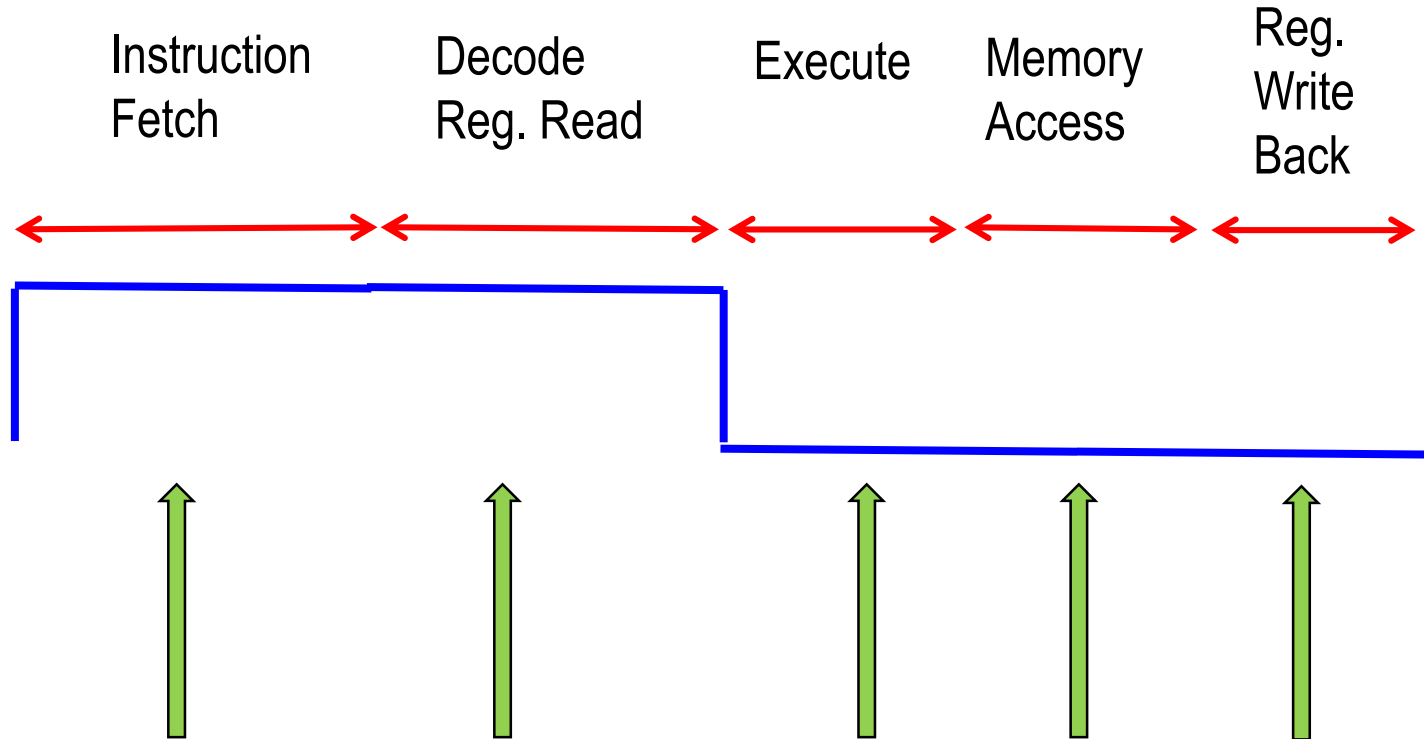 Instruction
Fetch
Decode
Reg. Read
Execute
Memory
Access
Reg.
Write
Back